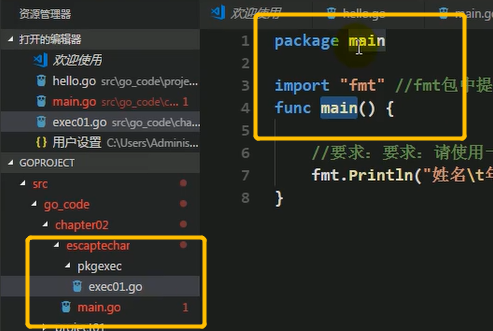 资源管理器
打开的编辑器
欢迎使用
hello.go src\go_code\proje...
main.go src\go_code\c... 1
exec01.go src\go_code\cha...
{} 用户设置 C:\Users\Adminis...
GOPROJECT
src
go_code
chapter02
escaptechar
pkgexec
exec01.go
main.go 1
project01
欢迎使用 hello.go main.go
1 package main
2
3 import "fmt" //fmt包中提
4 func main() {
5
6 //要求：要求：请使用一
7 fmt.Println("姓名\t年
8 }